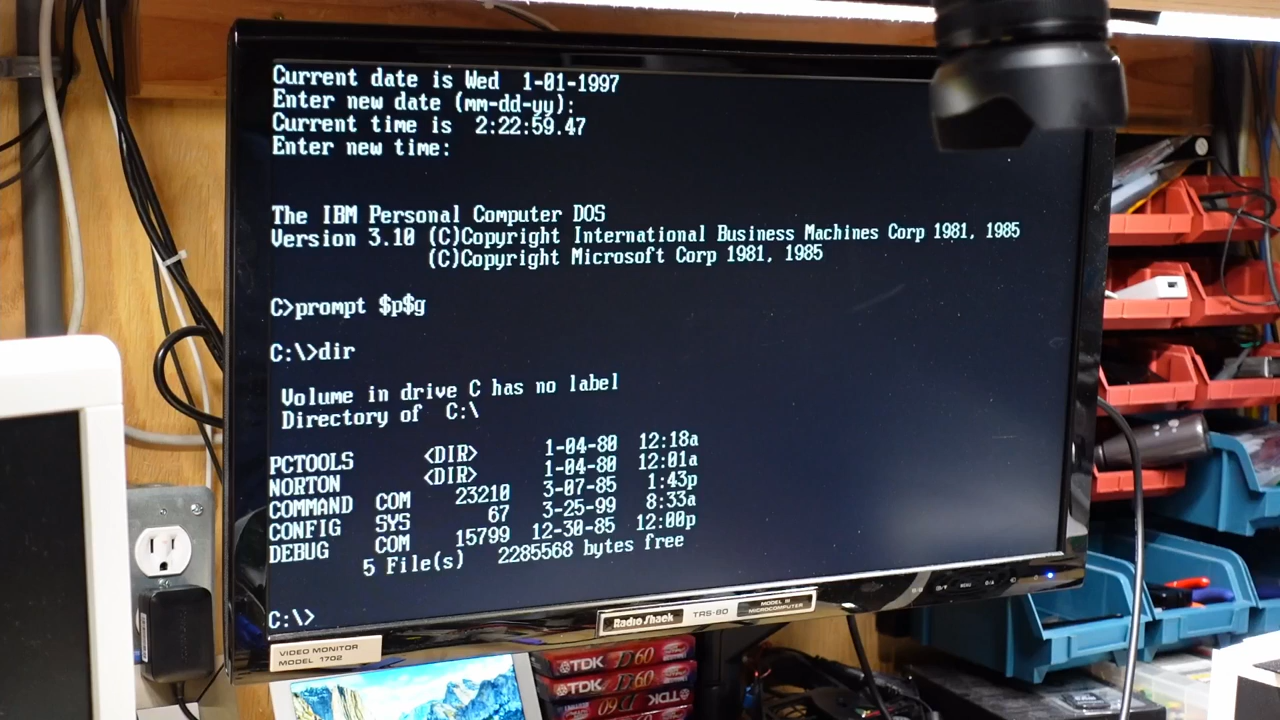 Current date is Wed  1-01-1997
Enter new date (mm-dd-yy):
Current time is  2:22:59.47
Enter new time:
The IBM Personal Computer DOS
Version 3.10 (C)Copyright International Business Machines Corp 1981, 1985
(C)Copyright Microsoft Corp 1981, 1985
C>prompt $p$g
C:\>dir
Volume in drive C has no label
Directory of  C:\
PCTOOLS <DIR> 1-04-80 12:18a
NORTON <DIR> 1-04-80 12:01a
COMMAND COM 23210 3-07-85 1:43p
CONFIG SYS 67 3-25-99 8:33a
DEBUG COM 15799 12-30-85 12:00p
5 File(s) 2285568 bytes free
C:\>
Radio Shack TRS-80 MODEL III MICROCOMPUTER
VIDEO MONITOR
MODEL 1702
TDK D60
TDK D60
TDK D60